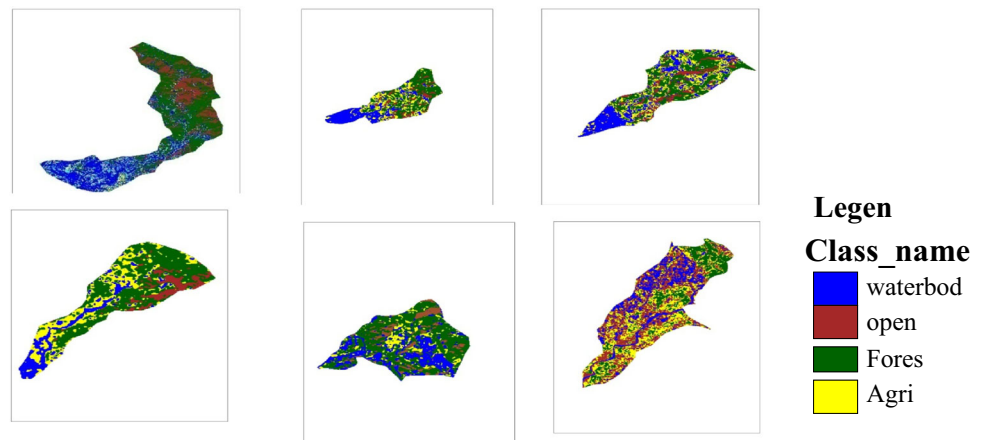 Legen
Class_name
waterbod
open
Fores
Agri